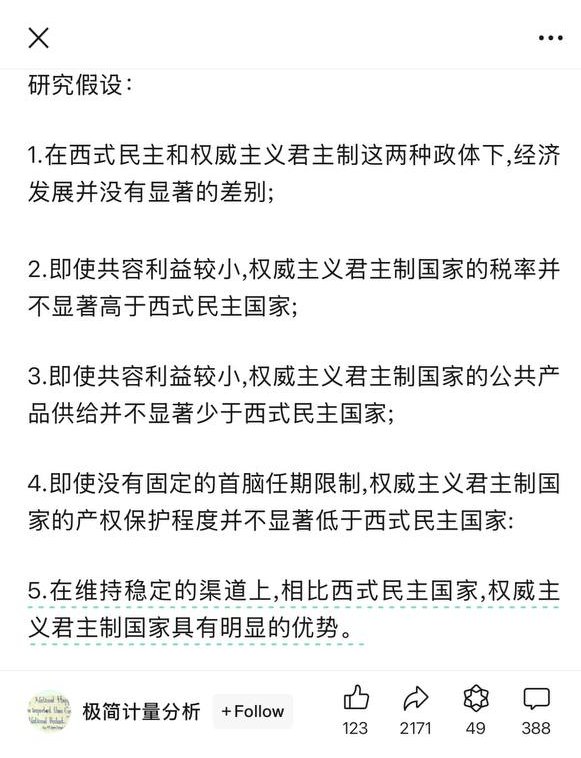 研究假设：
1.在西式民主和权威主义君主制这两种政体下,经济
发展并没有显著的差别;
2.即使共容利益较小,权威主义君主制国家的税率并
不显著高于西式民主国家;
3.即使共容利益较小,权威主义君主制国家的公共产
品供给并不显著少于西式民主国家;
4.即使没有固定的首脑任期限制,权威主义君主制国
家的产权保护程度并不显著低于西式民主国家:
5.在维持稳定的渠道上,相比西式民主国家,权威主
义君主制国家具有明显的优势。
极简计量分析 +Follow
123 2171 49 388